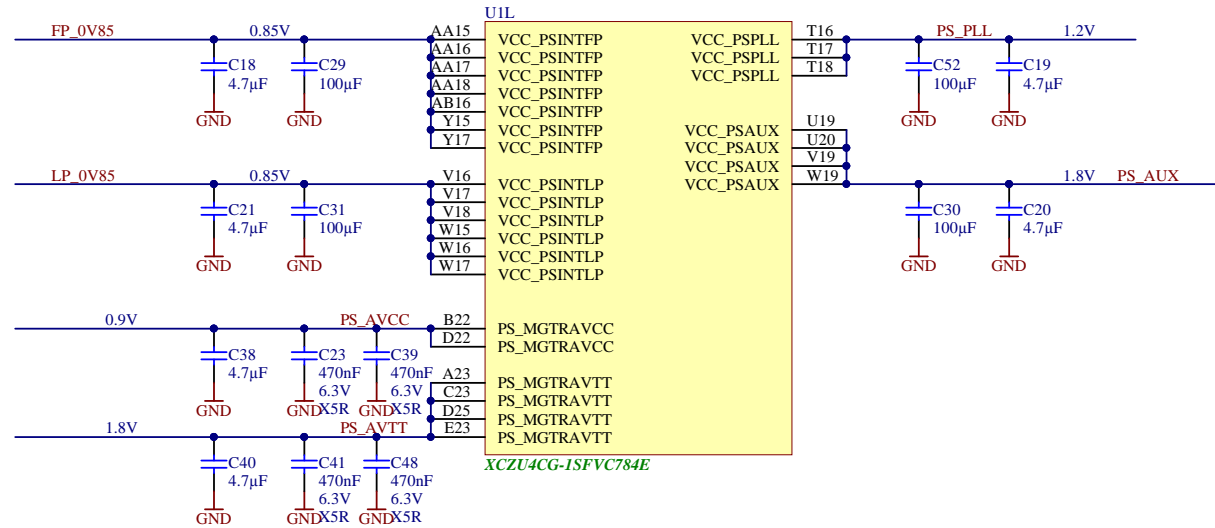 U1L
FP_0V85 0.85V AA15 VCC_PSINTFP VCC_PSPLL T16 PS_PLL 1.2V
AA16 VCC_PSINTFP VCC_PSPLL T17
C18 C29 AA17 VCC_PSINTFP VCC_PSPLL T18 C52 C19
4.7µF 100µF AA18 VCC_PSINTFP 100µF 4.7µF
AB16 VCC_PSINTFP
GND GND Y15 VCC_PSINTFP VCC_PSAUX U19 GND GND
Y17 VCC_PSINTFP VCC_PSAUX U20
VCC_PSAUX V19
LP_0V85 0.85V V16 VCC_PSINTLP VCC_PSAUX W19 1.8V PS_AUX
V17 VCC_PSINTLP
C21 C31 V18 VCC_PSINTLP C30 C20
4.7µF 100µF W15 VCC_PSINTLP 100µF 4.7µF
W16 VCC_PSINTLP
GND GND W17 VCC_PSINTLP GND GND
0.9V PS_AVCC B22 PS_MGTRAVCC
D22 PS_MGTRAVCC
C38 C23 C39
4.7µF 470nF 470nF
A23 PS_MGTRAVTT
6.3V 6.3V
C23 PS_MGTRAVTT
GND GND X5R GND X5R
D25 PS_MGTRAVTT
1.8V PS_AVTT E23 PS_MGTRAVTT
XCZU4CG-1SFVC784E
C40 C41 C48
4.7µF 470nF 470nF
6.3V 6.3V
GND GND X5R GND X5R